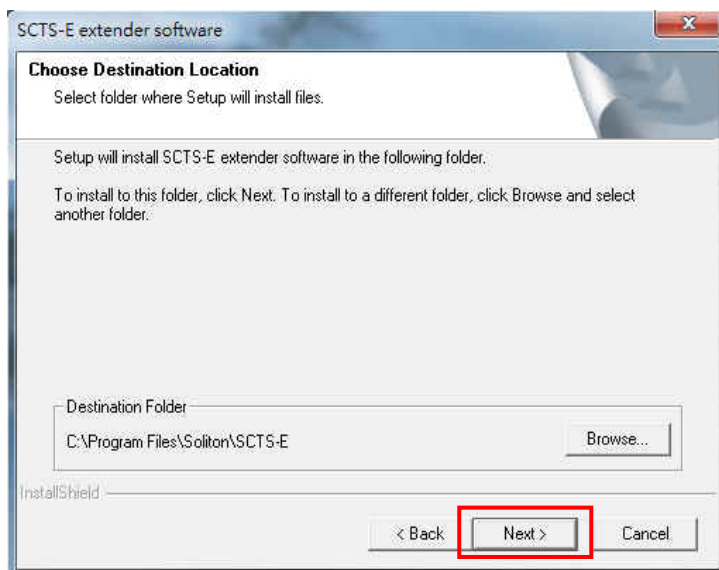 SCTS-E extender software
X
Choose Destination Location
Select folder where Setup will install files.
Setup will install SCTS-E extender software in the following folder.
To install to this folder, click Next. To install to a different folder, click Browse and select
another folder.
Destination Folder
C:\Program Files\Soliton\SCTS-E
Browse...
InstallShield
< Back
Next >
Cancel